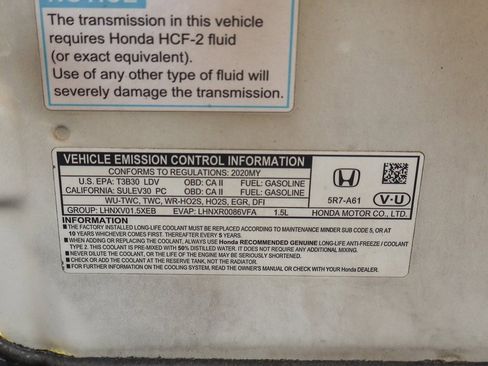 NOTICE
The transmission in this vehicle
requires Honda HCF-2 fluid
(or exact equivalent).
Use of any other type of fluid will
severely damage the transmission.
VEHICLE EMISSION CONTROL INFORMATION
CONFORMS TO REGULATIONS: 2020MY
U.S. EPA: T3B30 LDV OBD: CA II FUEL: GASOLINE
CALIFORNIA: SULEV30 PC OBD: CA II FUEL: GASOLINE
WU-TWC, TWC, WR-HO2S, HO2S, EGR, DFI
GROUP: LHNXV01.5XEB EVAP: LHNXR0086VFA 1.5L
5R7-A61 V-U
HONDA MOTOR CO., LTD.
INFORMATION
■ THE FACTORY INSTALLED LONG-LIFE COOLANT MUST BE REPLACED ACCORDING TO MAINTENANCE MINDER SUB CODE 5, OR AT
10 YEARS WHICHEVER COMES FIRST. THEREAFTER EVERY 5 YEARS.
■ WHEN ADDING OR REPLACING THE COOLANT, ALWAYS USE Honda RECOMMENDED GENUINE LONG-LIFE ANTI-FREEZE / COOLANT
TYPE 2. THIS COOLANT IS PRE-MIXED WITH 50% DISTILLED WATER. IT DOES NOT REQUIRE ANY ADDITIONAL MIXING.
■ NEVER DILUTE THE COOLANT, OR THE LIFE OF THE ENGINE MAY BE SERIOUSLY SHORTENED.
■ CHECK OR ADD THE COOLANT AT THE RESERVE TANK, NOT THE RADIATOR.
■ FOR FURTHER INFORMATION ON THE COOLING SYSTEM, READ THE OWNER'S MANUAL OR CHECK WITH YOUR Honda DEALER.